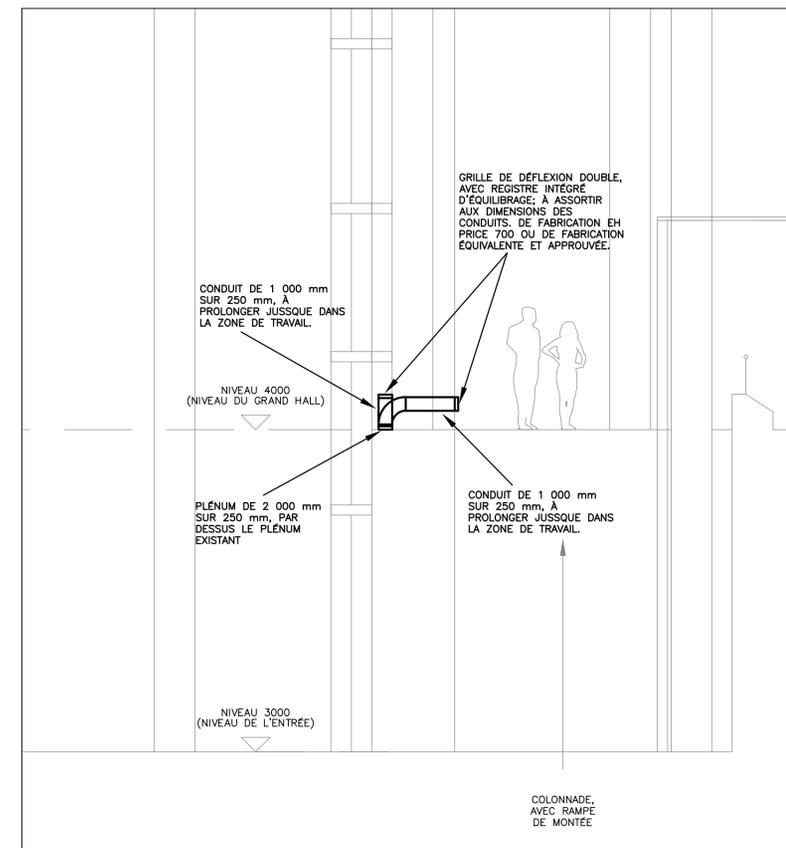 GRILLE DE DÉFLEXION DOUBLE,
AVEC REGISTRE INTÉGRÉ
D'ÉQUILIBRAGE; À ASSORTIR
AUX DIMENSIONS DES
CONDUITS. DE FABRICATION EH
PRICE 700 OU DE FABRICATION
ÉQUIVALENTE ET APPROUVÉE.
CONDUIT DE 1 000 mm
SUR 250 mm, À
PROLONGER JUSSQUE DANS
LA ZONE DE TRAVAIL.
NIVEAU 4000
(NIVEAU DU GRAND HALL)
PLÉNUM DE 2 000 mm
SUR 250 mm, PAR
DESSUS LE PLÉNUM
EXISTANT
CONDUIT DE 1 000 mm
SUR 250 mm, À
PROLONGER JUSSQUE DANS
LA ZONE DE TRAVAIL.
NIVEAU 3000
(NIVEAU DE L'ENTRÉE)
COLONNADE,
AVEC RAMPE
DE MONTÉE